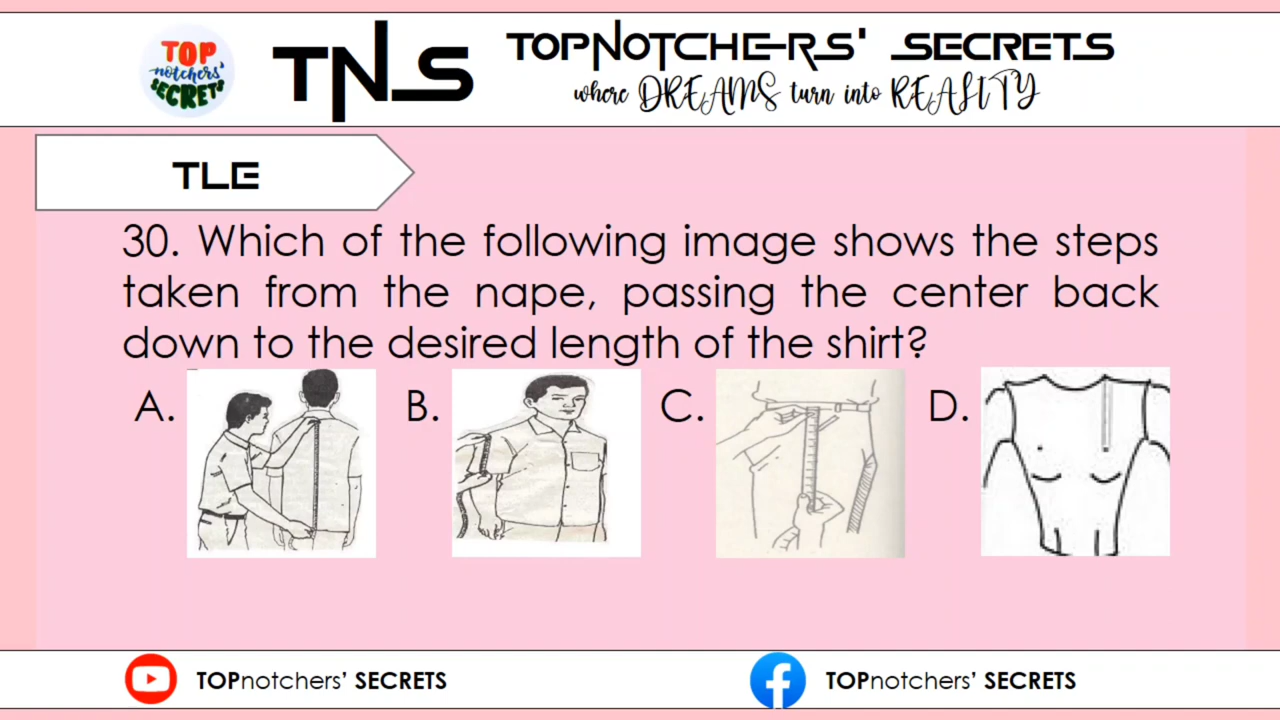 TOP
notchers'
SECRETS
TNS
TOPNOTCHERS' SECRETS
where DREAMS turn into REALITY
TLE
30. Which of the following image shows the steps
taken from the nape, passing the center back
down to the desired length of the shirt?
A. B. C. D.
TOPnotchers' SECRETS
TOPnotchers' SECRETS